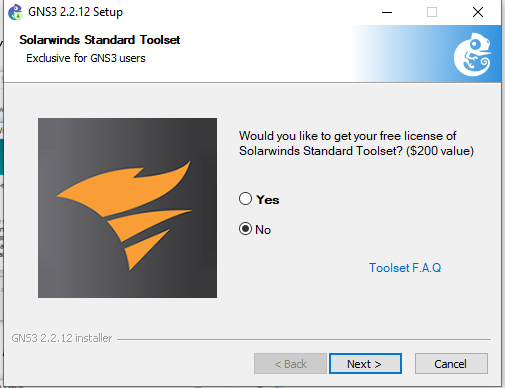 GNS3 2.2.12 Setup
Solarwinds Standard Toolset
Exclusive for GNS3 users
Would you like to get your free license of
Solarwinds Standard Toolset? ($200 value)
Yes
No
Toolset F.A.Q
GNS3 2.2.12 installer
< Back
Next >
Cancel